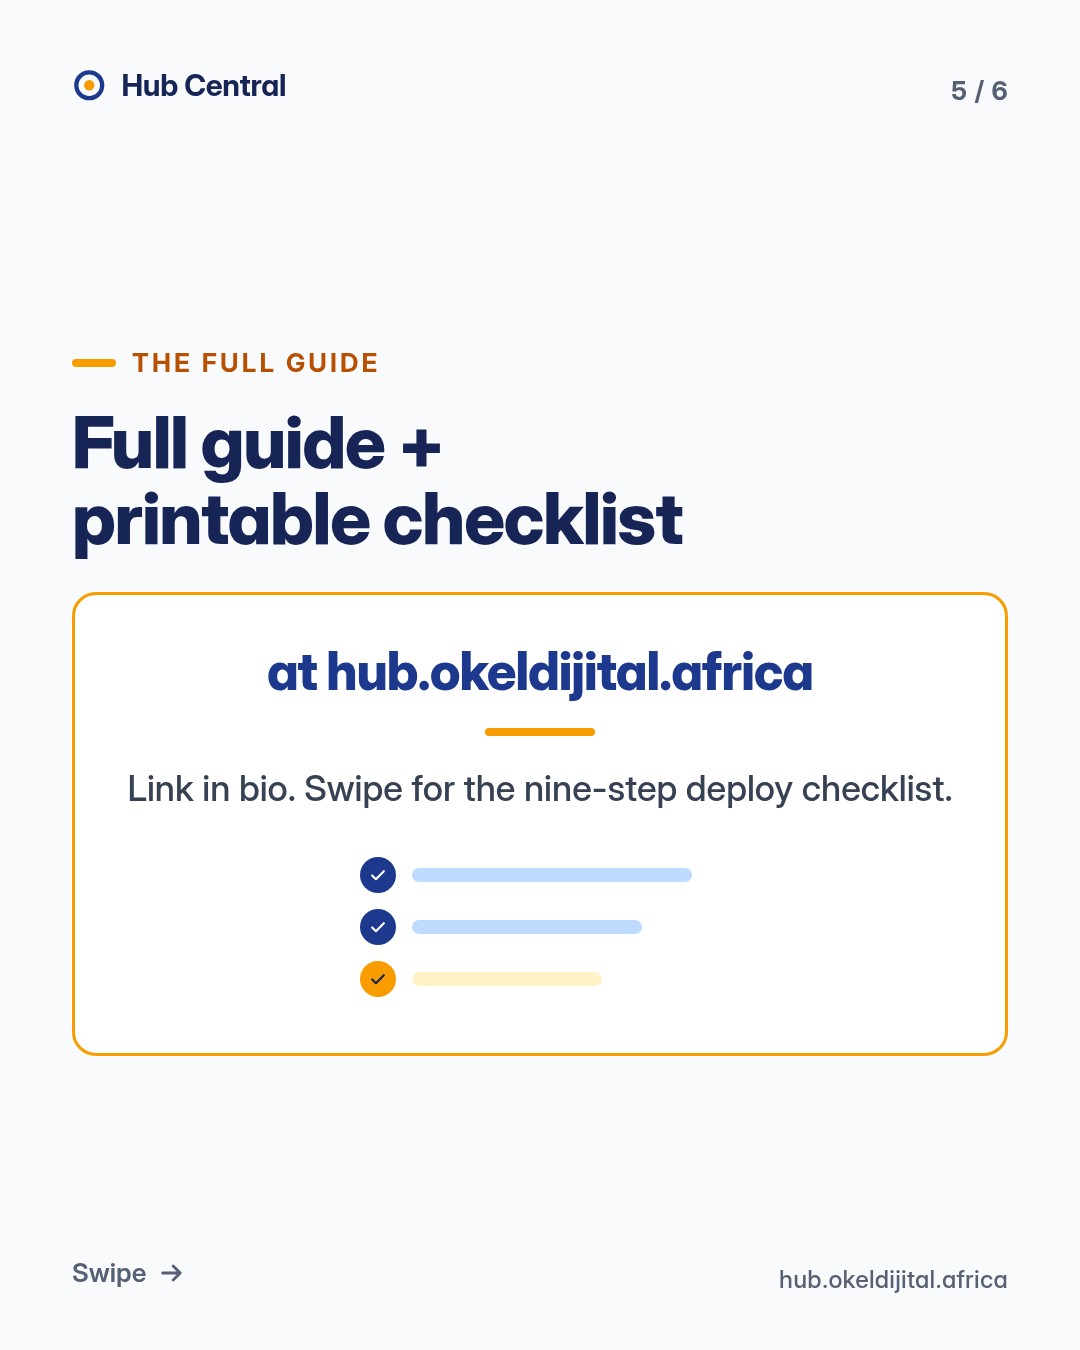 Hub Central
5 / 6
THE FULL GUIDE
Full guide +
printable checklist
at hub.okeldijital.africa
Link in bio. Swipe for the nine-step deploy checklist.
Swipe →
hub.okeldijital.africa